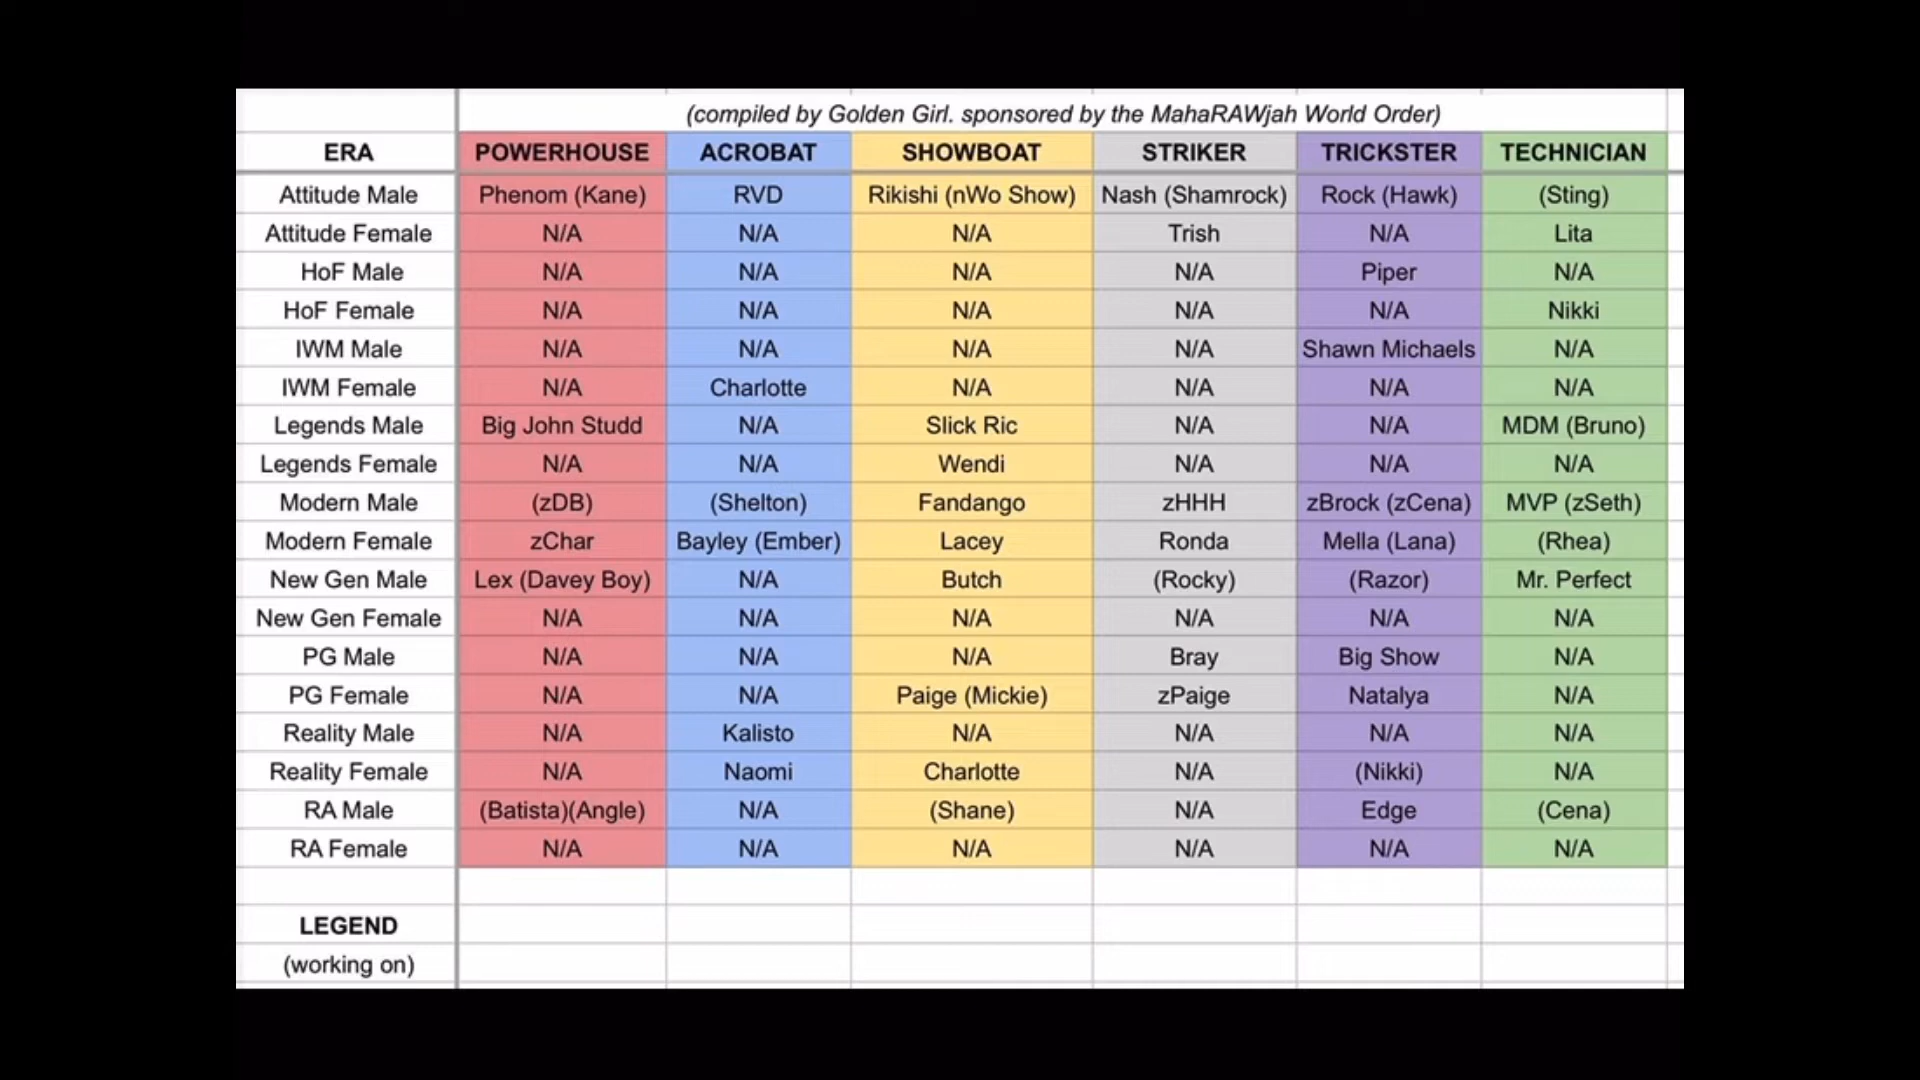 (compiled by Golden Girl. sponsored by the MahaRAWjah World Order)
ERA POWERHOUSE ACROBAT SHOWBOAT STRIKER TRICKSTER TECHNICIAN
Attitude Male Phenom (Kane) RVD Rikishi (nWo Show) Nash (Shamrock) Rock (Hawk) (Sting)
Attitude Female N/A N/A N/A Trish N/A Lita
HoF Male N/A N/A N/A N/A Piper N/A
HoF Female N/A N/A N/A N/A N/A Nikki
IWM Male N/A N/A N/A N/A Shawn Michaels N/A
IWM Female N/A Charlotte N/A N/A N/A N/A
Legends Male Big John Studd N/A Slick Ric N/A N/A MDM (Bruno)
Legends Female N/A N/A Wendi N/A N/A N/A
Modern Male (zDB) (Shelton) Fandango zHHH zBrock (zCena) MVP (zSeth)
Modern Female zChar Bayley (Ember) Lacey Ronda Mella (Lana) (Rhea)
New Gen Male Lex (Davey Boy) N/A Butch (Rocky) (Razor) Mr. Perfect
New Gen Female N/A N/A N/A N/A N/A N/A
PG Male N/A N/A N/A Bray Big Show N/A
PG Female N/A N/A Paige (Mickie) zPaige Natalya N/A
Reality Male N/A Kalisto N/A N/A N/A N/A
Reality Female N/A Naomi Charlotte N/A (Nikki) N/A
RA Male (Batista)(Angle) N/A (Shane) N/A Edge (Cena)
RA Female N/A N/A N/A N/A N/A N/A
LEGEND
(working on)